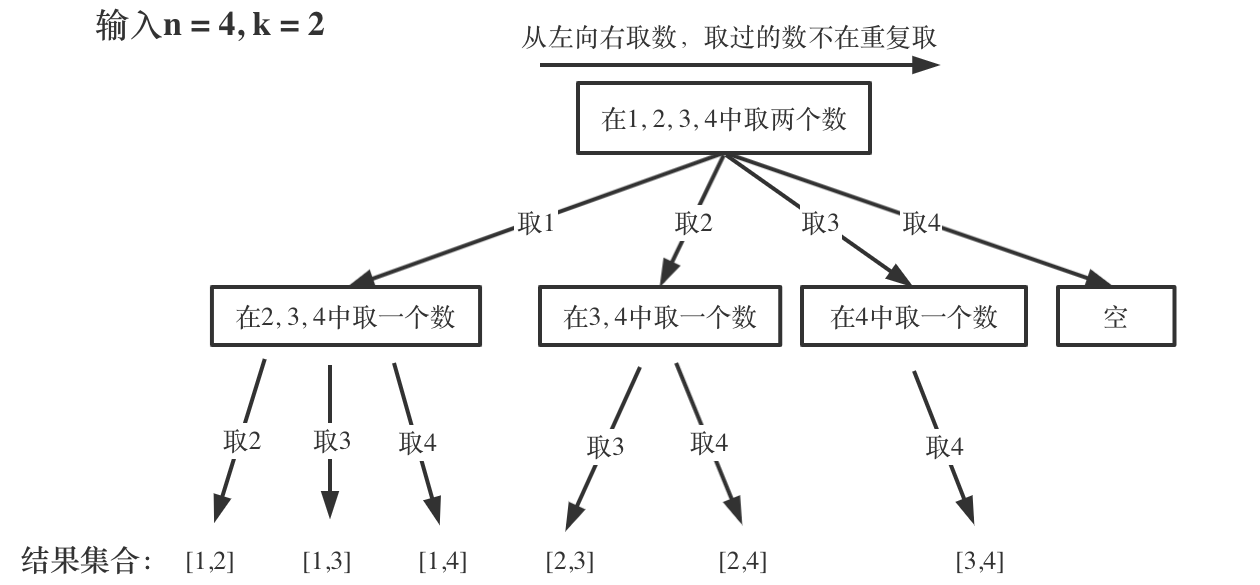 输入n = 4, k = 2
从左向右取数，取过的数不在重复取
在1, 2, 3, 4中取两个数
取1 取2 取3 取4
在2, 3, 4中取一个数 在3, 4中取一个数 在4中取一个数 空
取2 取3 取4 取3 取4 取4
结果集合： [1,2] [1,3] [1,4] [2,3] [2,4] [3,4]